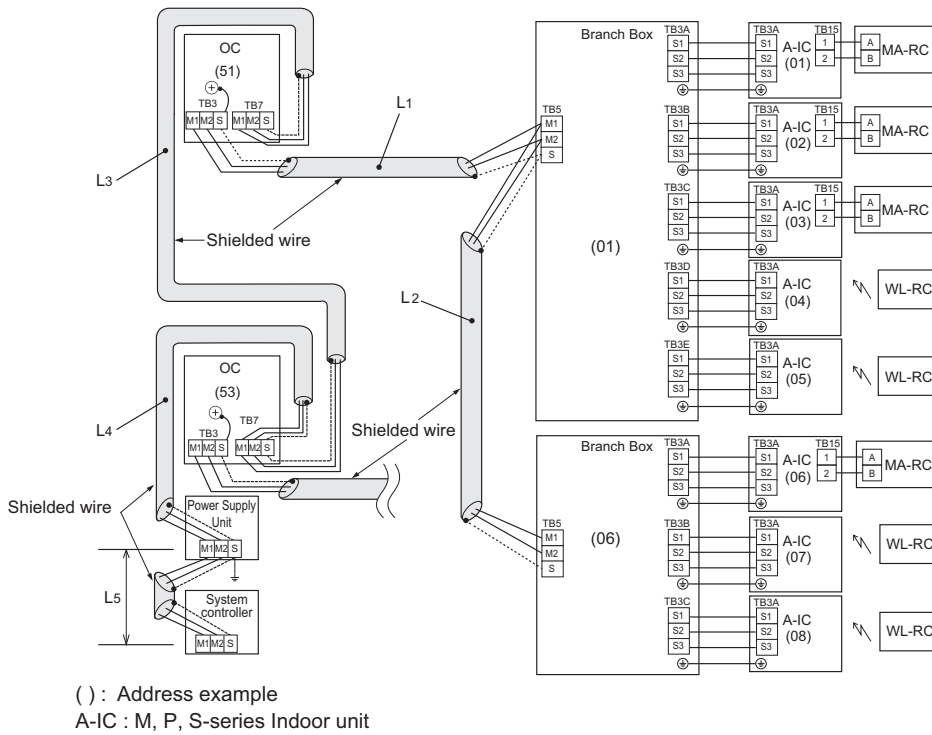 OC
(51)
TB3
TB7
M1 M2 S
M1 M2 S
L1
L3
Shielded wire
L2
OC
(53)
TB3
TB7
M1 M2 S
M1 M2 S
L4
Shielded wire
Shielded wire
Power Supply
Unit
M1 M2 S
L5
System
controller
M1 M2 S
Branch Box
TB5
M1
M2
S
(01)
TB3A
S1
S2
S3
TB3A
S1
S2
S3
A-IC
(01)
TB15
1
2
A
B
MA-RC
TB3B
S1
S2
S3
TB3A
S1
S2
S3
A-IC
(02)
TB15
1
2
A
B
MA-RC
TB3C
S1
S2
S3
TB3A
S1
S2
S3
A-IC
(03)
TB15
1
2
A
B
MA-RC
TB3D
S1
S2
S3
TB3A
S1
S2
S3
A-IC
(04)
WL-RC
TB3E
S1
S2
S3
TB3A
S1
S2
S3
A-IC
(05)
WL-RC
Branch Box
TB5
M1
M2
S
(06)
TB3A
S1
S2
S3
TB3A
S1
S2
S3
A-IC
(06)
TB15
1
2
A
B
MA-RC
TB3B
S1
S2
S3
TB3A
S1
S2
S3
A-IC
(07)
WL-RC
TB3C
S1
S2
S3
TB3A
S1
S2
S3
A-IC
(08)
WL-RC
( ) : Address example
A-IC : M, P, S-series Indoor unit